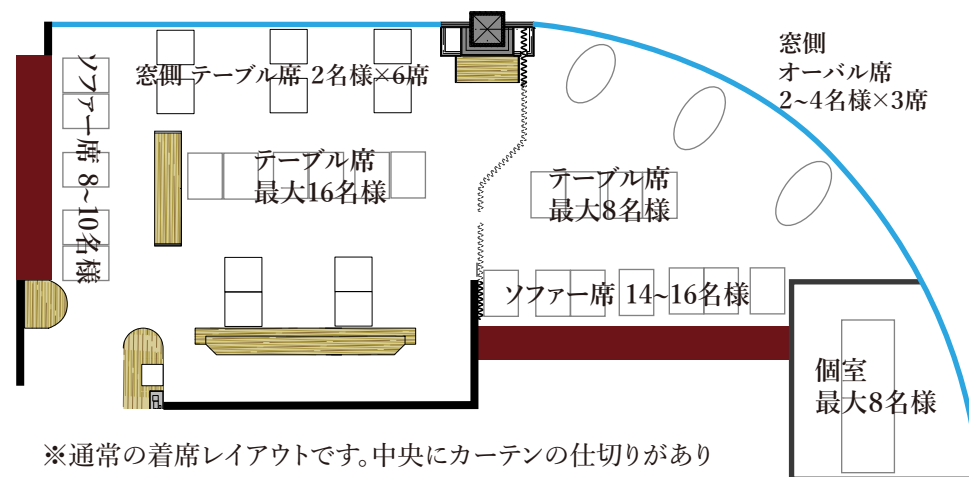 窓側 テーブル席 2名様×6席
ソファー席 8~10名様
テーブル席
最大16名様
窓側
オーバル席
2~4名様×3席
テーブル席
最大8名様
ソファー席 14~16名様
個室
最大8名様
※通常の着席レイアウトです。中央にカーテンの仕切りがあり